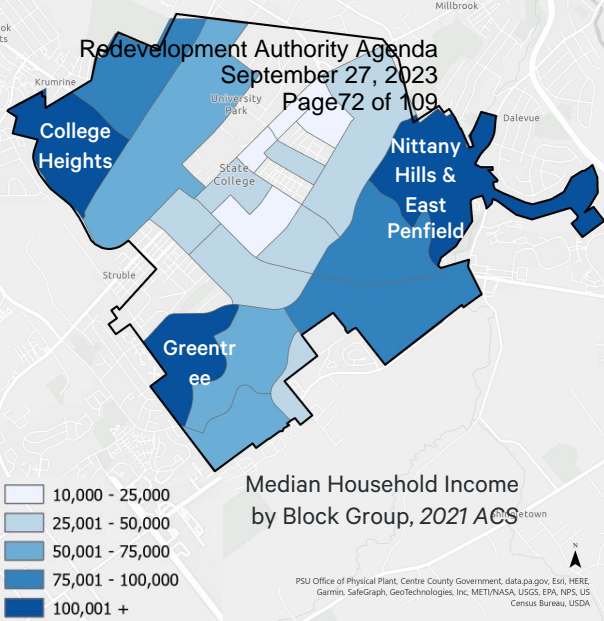 Millbrook
ok
ts
Redevelopment Authority Agenda
September 27, 2023
Page72 of 109
Krumrine
University
Park
Dalevue
College
Heights
Nittany
Hills &
East
Penfield
State
College
Struble
Greentr
ee
Median Household Income
by Block Group, 2021 ACS
10,000 - 25,000
25,001 - 50,000
50,001 - 75,000
75,001 - 100,000
100,001 +
N
PSU Office of Physical Plant, Centre County Government, data.pa.gov, Esri, HERE,
Garmin, SafeGraph, GeoTechnologies, Inc, METI/NASA, USGS, EPA, NPS, US
Census Bureau, USDA